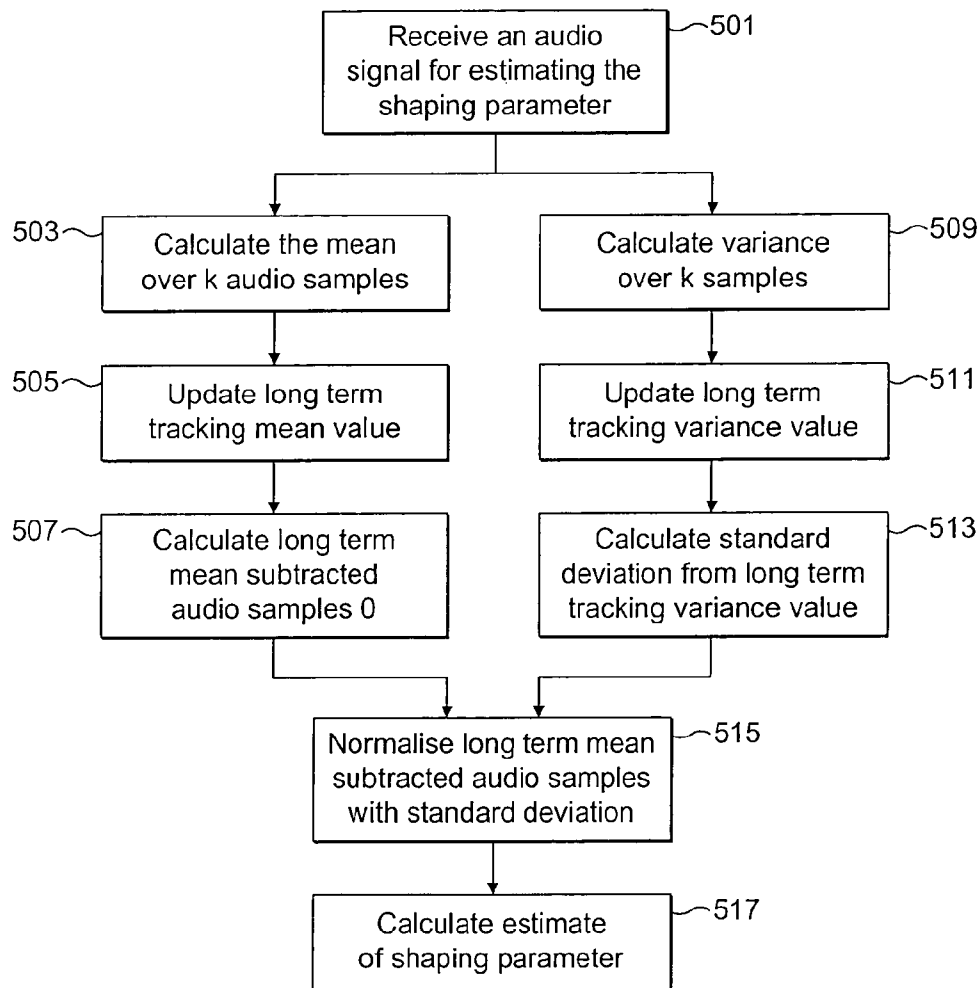 Receive an audio
signal for estimating the
shaping parameter
501
503
Calculate the mean
over k audio samples
Calculate variance
over k samples
509
505
Update long term
tracking mean value
Update long term
tracking variance value
511
507
Calculate long term
mean subtracted
audio samples 0
Calculate standard
deviation from long term
tracking variance value
513
Normalise long term mean
subtracted audio samples
with standard deviation
515
Calculate estimate
of shaping parameter
517